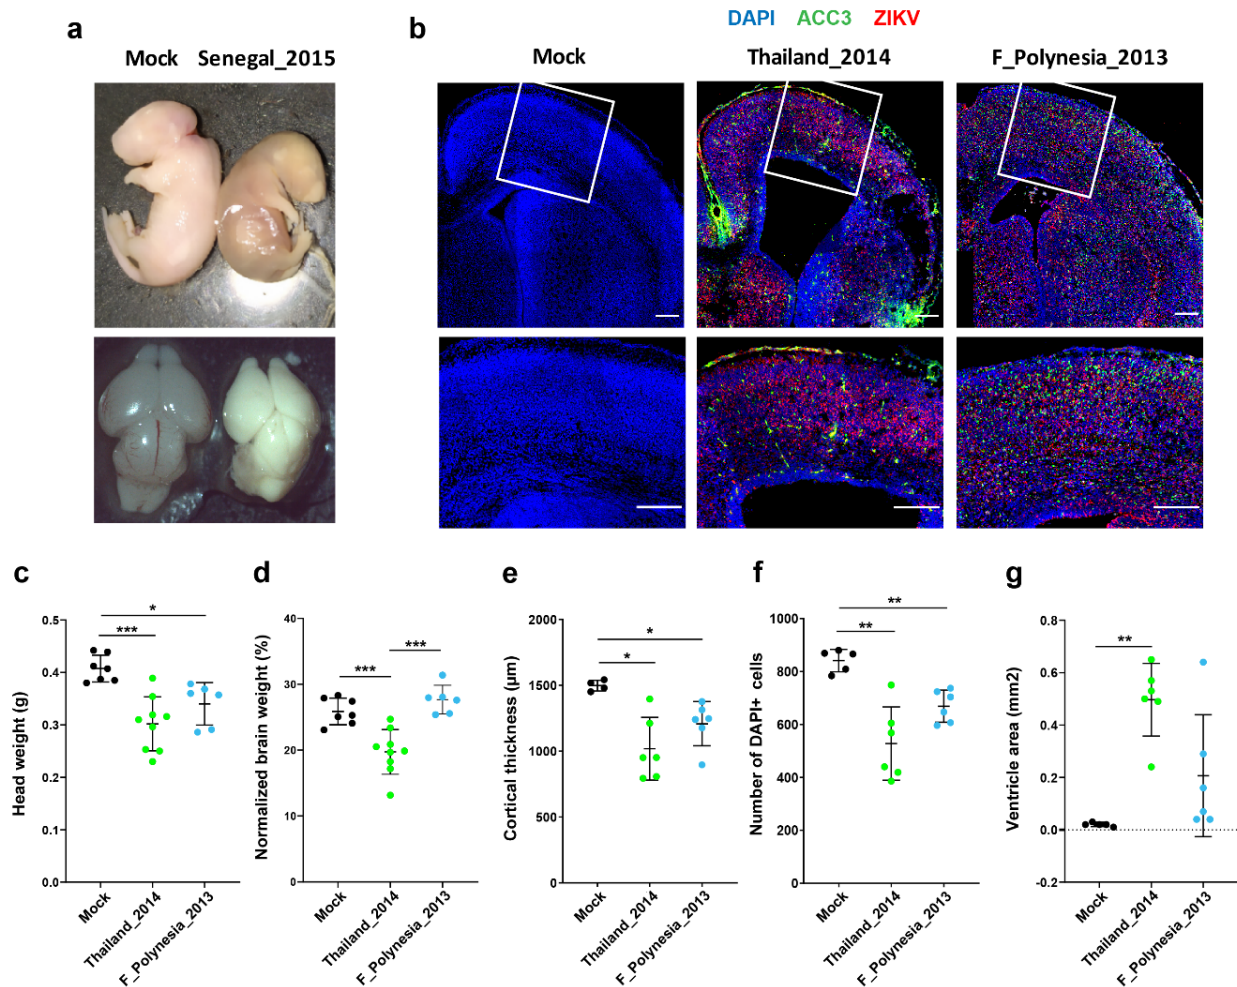 a
Mock Senegal_2015
b
DAPI ACC3 ZIKV
Mock Thailand_2014 F_Polynesia_2013
c
Head weight (g)
0.5
0.4
0.3
0.2
0.1
0.0
*
***
Mock
Thailand_2014
F_Polynesia_2013
d
Normalized brain weight (%)
40
30
20
10
0
***
***
Mock
Thailand_2014
F_Polynesia_2013
e
Cortical thickness (µm)
2000
1500
1000
500
0
*
*
Mock
Thailand_2014
F_Polynesia_2013
f
Number of DAPI+ cells
1000
800
600
400
200
0
**
**
Mock
Thailand_2014
F_Polynesia_2013
g
Ventricle area (mm2)
0.8
0.6
0.4
0.2
0.0
-0.2
**
Mock
Thailand_2014
F_Polynesia_2013